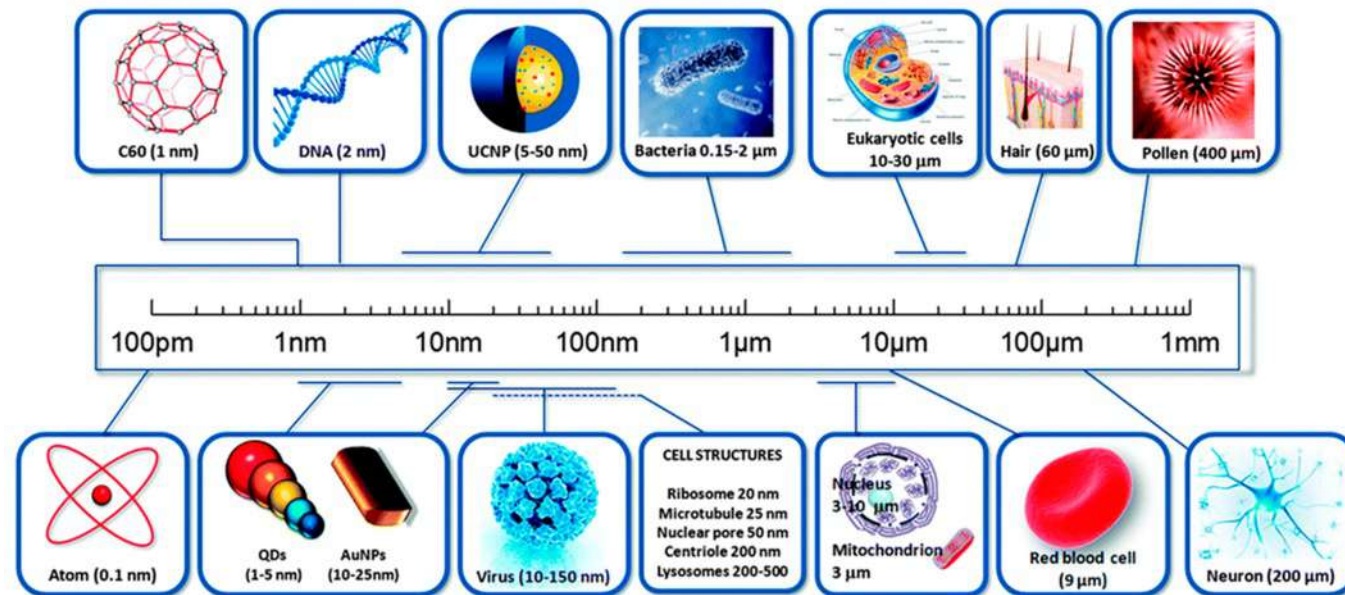 C60 (1 nm)
DNA (2 nm)
UCNP (5-50 nm)
Bacteria 0.15-2 µm
Eukaryotic cells
10-30 µm
Hair (60 µm)
Pollen (400 µm)
100pm
1nm
10nm
100nm
1µm
10µm
100µm
1mm
Atom (0.1 nm)
QDs
(1-5 nm)
AuNPs
(10-25nm)
Virus (10-150 nm)
CELL STRUCTURES
Ribosome 20 nm
Microtubule 25 nm
Nuclear pore 50 nm
Centriole 200 nm
Lysosomes 200-500
Nucleus
3-10 µm
Mitochondrion
3 µm
Red blood cell
(9 µm)
Neuron (200 µm)